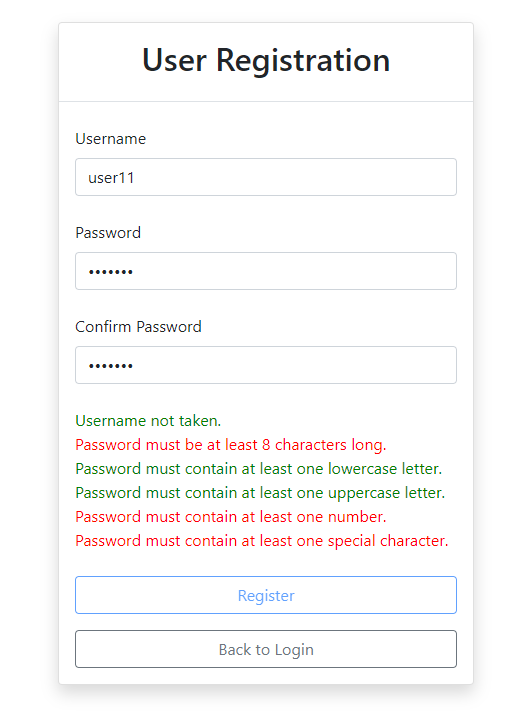 User Registration
Username
user11
Password
•••••••
Confirm Password
•••••••
Username not taken.
Password must be at least 8 characters long.
Password must contain at least one lowercase letter.
Password must contain at least one uppercase letter.
Password must contain at least one number.
Password must contain at least one special character.
Register
Back to Login